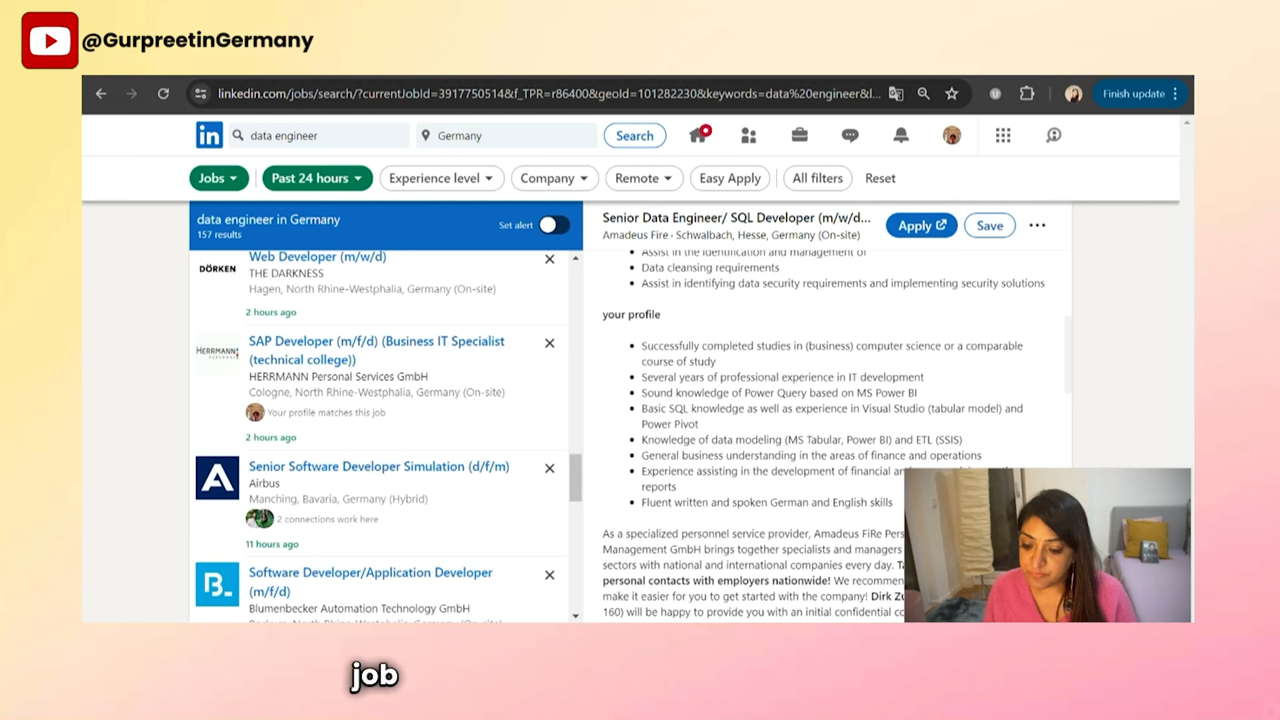 @GurpreetinGermany
linkedin.com/jobs/search/?currentJobId=3917750514&f_TPR=r86400&geoId=101282230&keywords=data%20engineer&l...
Finish update
in
data engineer
Germany
Search
Jobs
Past 24 hours
Experience level
Company
Remote
Easy Apply
All filters
Reset
data engineer in Germany
157 results
Set alert
DÖRKEN
Web Developer (m/w/d)
THE DARKNESS
Hagen, North Rhine-Westphalia, Germany (On-site)
2 hours ago
HERRMANN
SAP Developer (m/f/d) (Business IT Specialist
(technical college))
HERRMANN Personal Services GmbH
Cologne, North Rhine-Westphalia, Germany (On-site)
Your profile matches this job
2 hours ago
A
Senior Software Developer Simulation (d/f/m)
Airbus
Manching, Bavaria, Germany (Hybrid)
2 connections work here
11 hours ago
B_
Software Developer/Application Developer
(m/f/d)
Blumenbecker Automation Technology GmbH
Senior Data Engineer/ SQL Developer (m/w/d...
Amadeus Fire · Schwalbach, Hesse, Germany (On-site)
Apply
Save
Assist in the identification and management of
Data cleansing requirements
Assist in identifying data security requirements and implementing security solutions
your profile
Successfully completed studies in (business) computer science or a comparable
course of study
Several years of professional experience in IT development
Sound knowledge of Power Query based on MS Power BI
Basic SQL knowledge as well as experience in Visual Studio (tabular model) and
Power Pivot
Knowledge of data modeling (MS Tabular, Power BI) and ETL (SSIS)
General business understanding in the areas of finance and operations
Experience assisting in the development of financial
reports
Fluent written and spoken German and English skills
As a specialized personnel service provider, Amadeus FiRe
Management GmbH brings together specialists and managers
sectors with national and international companies every day.
personal contacts with employers nationwide! We
make it easier for you to get started with the company! Dirk
160) will be happy to provide you with an initial confidential
job